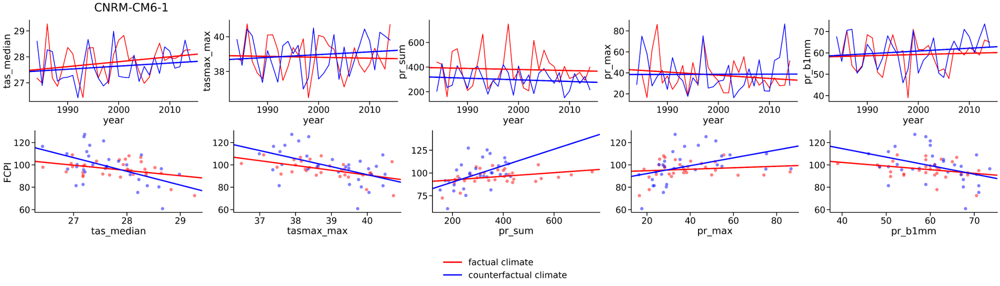 CNRM-CM6-1
tas_median
29
28
27
1990 2000 2010
year
tasmax_max
40
38
1990 2000 2010
year
pr_sum
600
400
200
1990 2000 2010
year
pr_max
80
60
40
20
1990 2000 2010
year
pr_b1mm
70
60
50
40
1990 2000 2010
year
FCPI
120
100
80
60
27 28 29
tas_median
120
100
80
60
37 38 39 40
tasmax_max
125
100
75
200 400 600
pr_sum
120
100
80
60
20 40 60 80
pr_max
120
100
80
60
40 50 60 70
pr_b1mm
factual climate
counterfactual climate